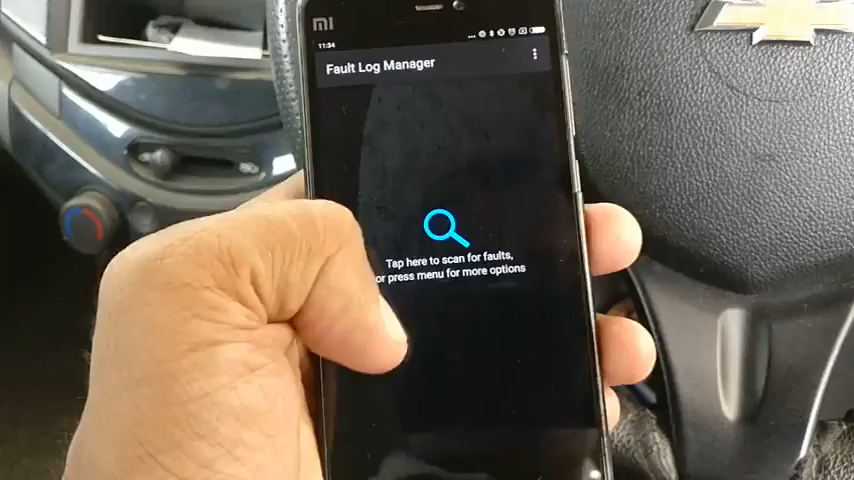 mi
11:34
Fault Log Manager
Tap here to scan for faults,
or press menu for more options